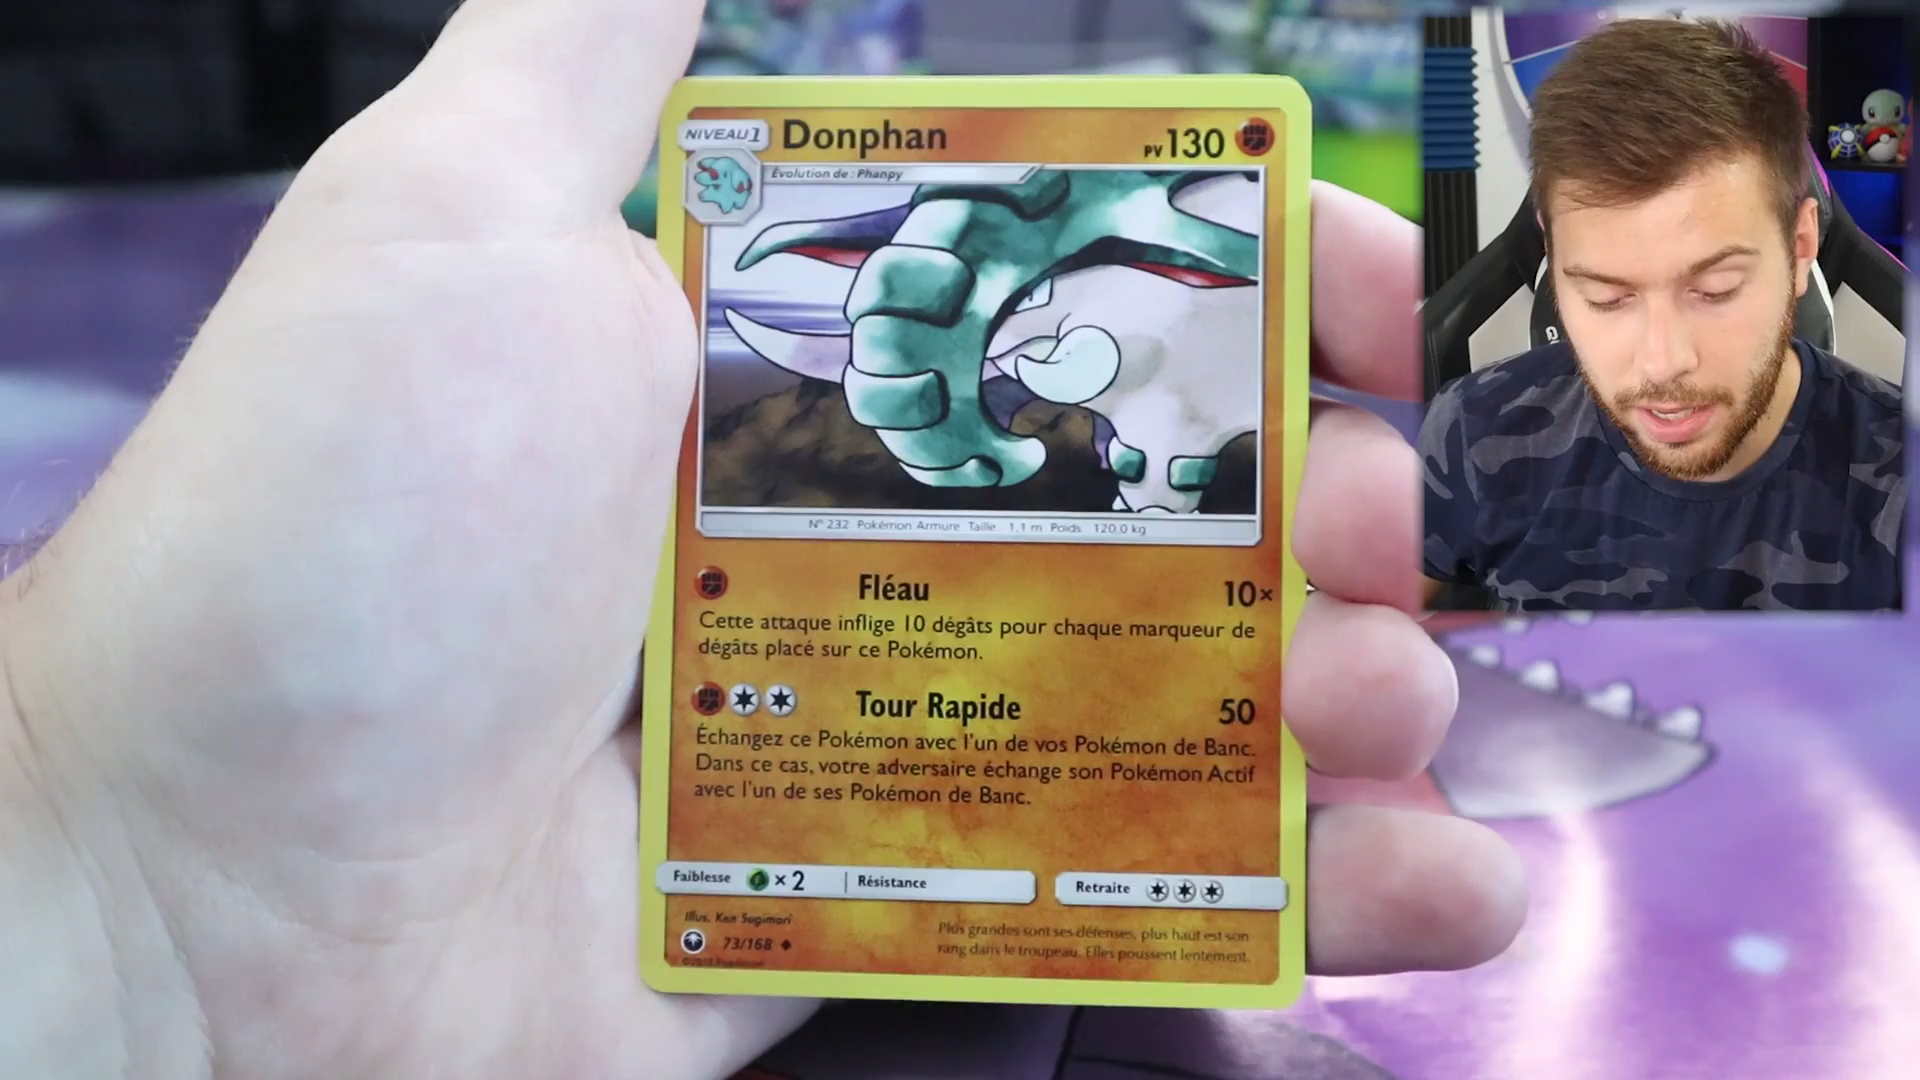 NIVEAU 1 Donphan PV 130
Évolution de : Phanpy
N° 232 Pokémon Armure Taille 1.1 m Poids 120.0 kg
Fléau 10×
Cette attaque inflige 10 dégâts pour chaque marqueur de
dégâts placé sur ce Pokémon.
Tour Rapide 50
Échangez ce Pokémon avec l'un de vos Pokémon de Banc.
Dans ce cas, votre adversaire échange son Pokémon Actif
avec l'un de ses Pokémon de Banc.
Faiblesse × 2 Résistance Retraite
Illus. Ken Sugimori
73/168
Plus grandes sont ses défenses, plus haut est son
rang dans le troupeau. Elles poussent lentement.